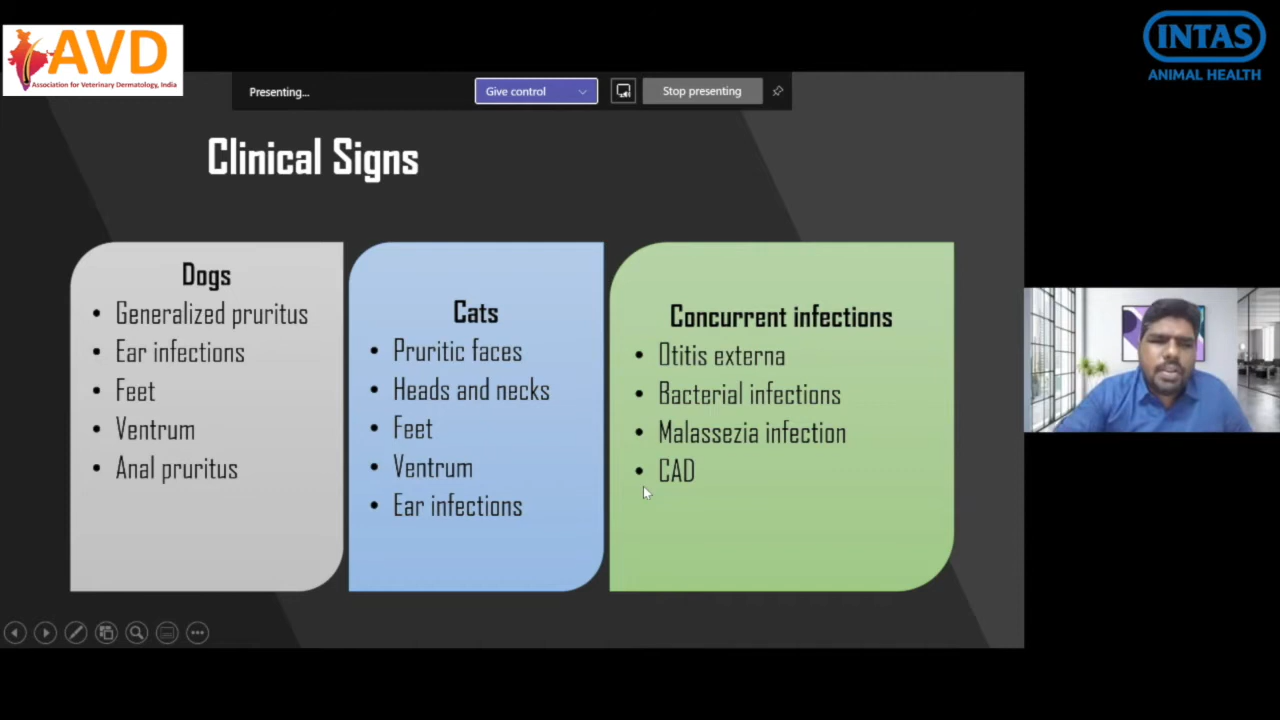 AVD
Association for Veterinary Dermatology, India
INTAS
ANIMAL HEALTH
Presenting...
Give control
Stop presenting
Clinical Signs
Dogs
• Generalized pruritus
• Ear infections
• Feet
• Ventrum
• Anal pruritus
Cats
• Pruritic faces
• Heads and necks
• Feet
• Ventrum
• Ear infections
Concurrent infections
• Otitis externa
• Bacterial infections
• Malassezia infection
• CAD